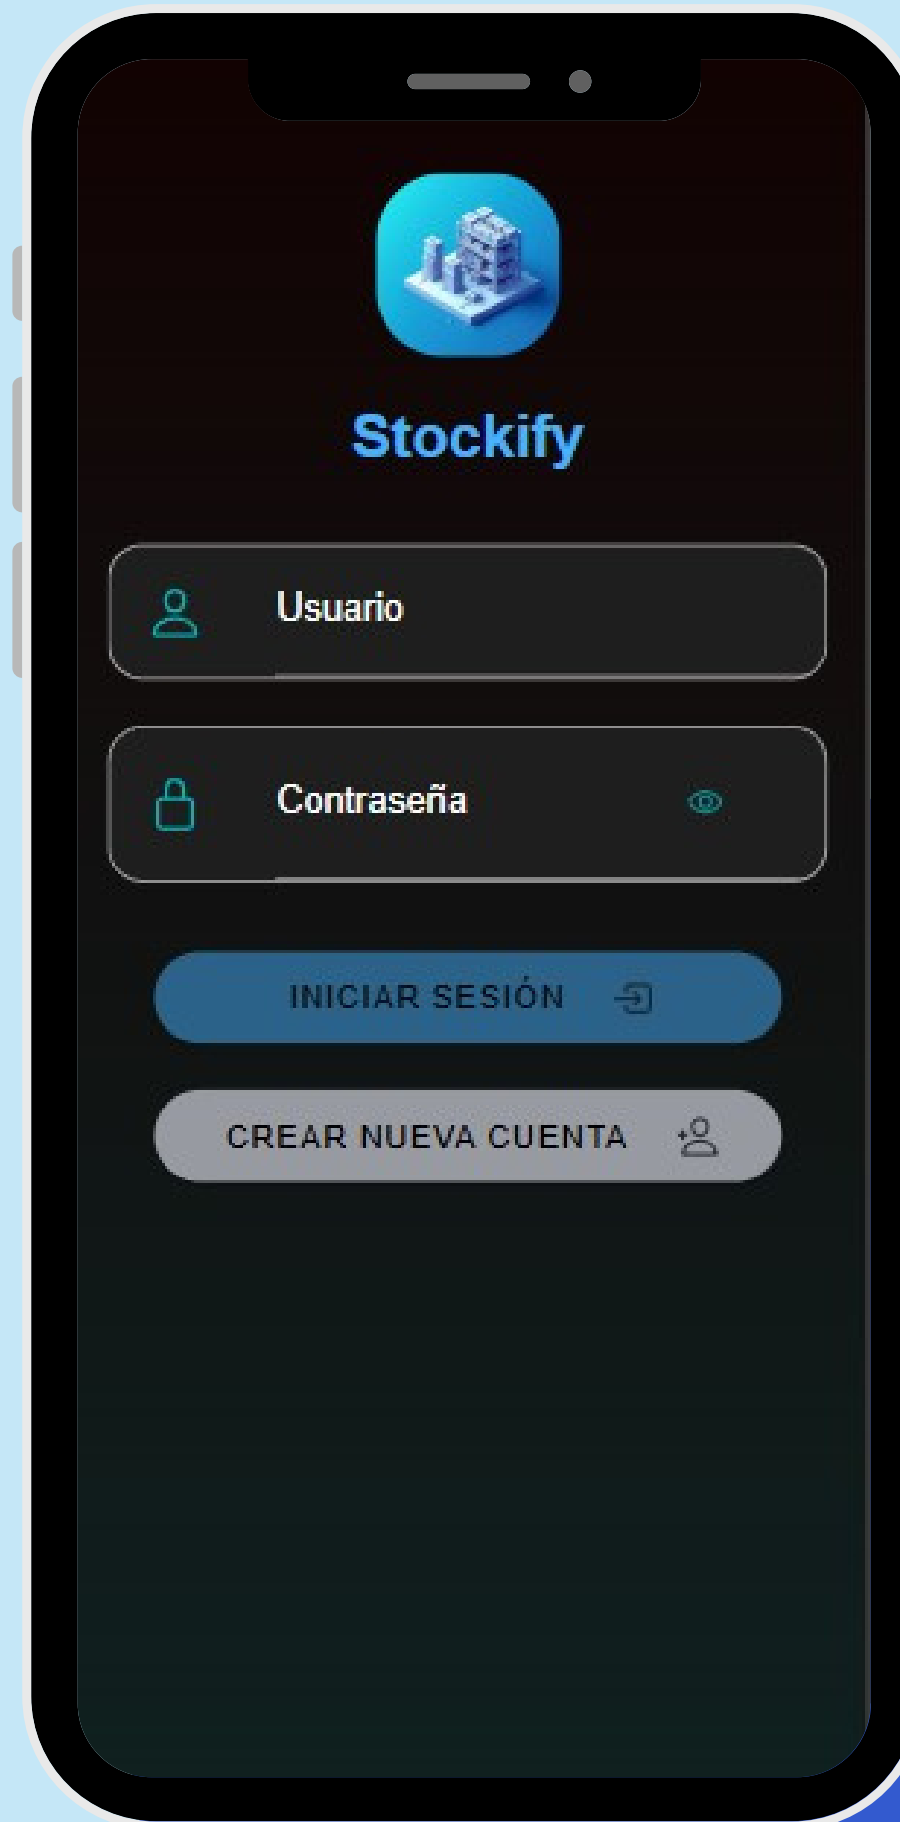 Stockify
Usuario
Contraseña
INICIAR SESIÓN
CREAR NUEVA CUENTA